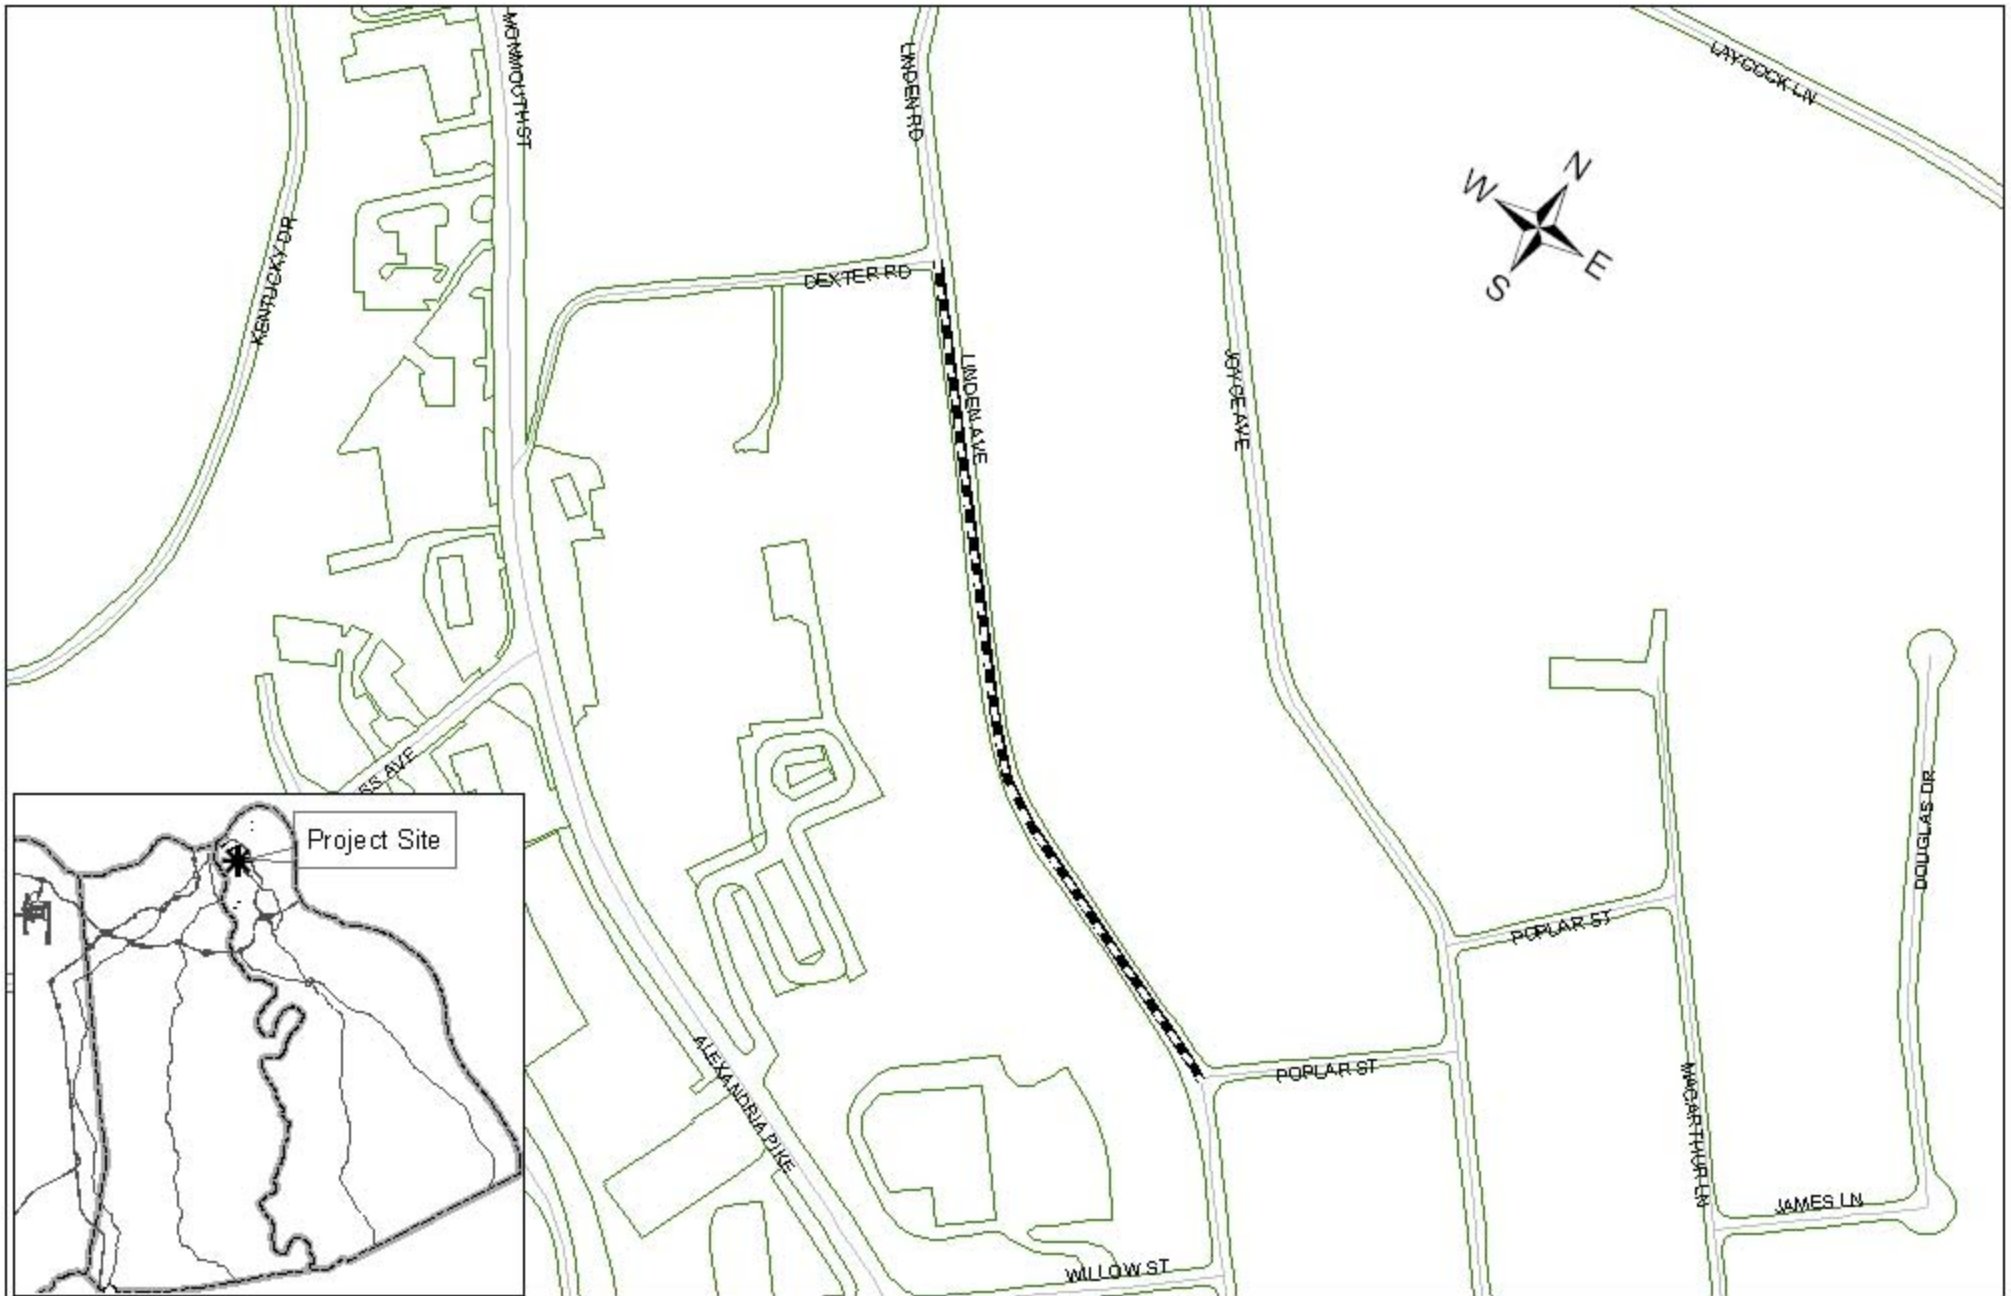 MONMOUTH ST
LINDEN RD
LAYCOCK LN
N
W
E
S
KENTUCKY DR
DEXTER RD
LINDEN AVE
JOYCE AVE
SS AVE
DOUGLAS DR
Project Site
POPLAR ST
ALEXANDRIA PIKE
POPLAR ST
MACARTHUR LN
JAMES LN
WILLOW ST